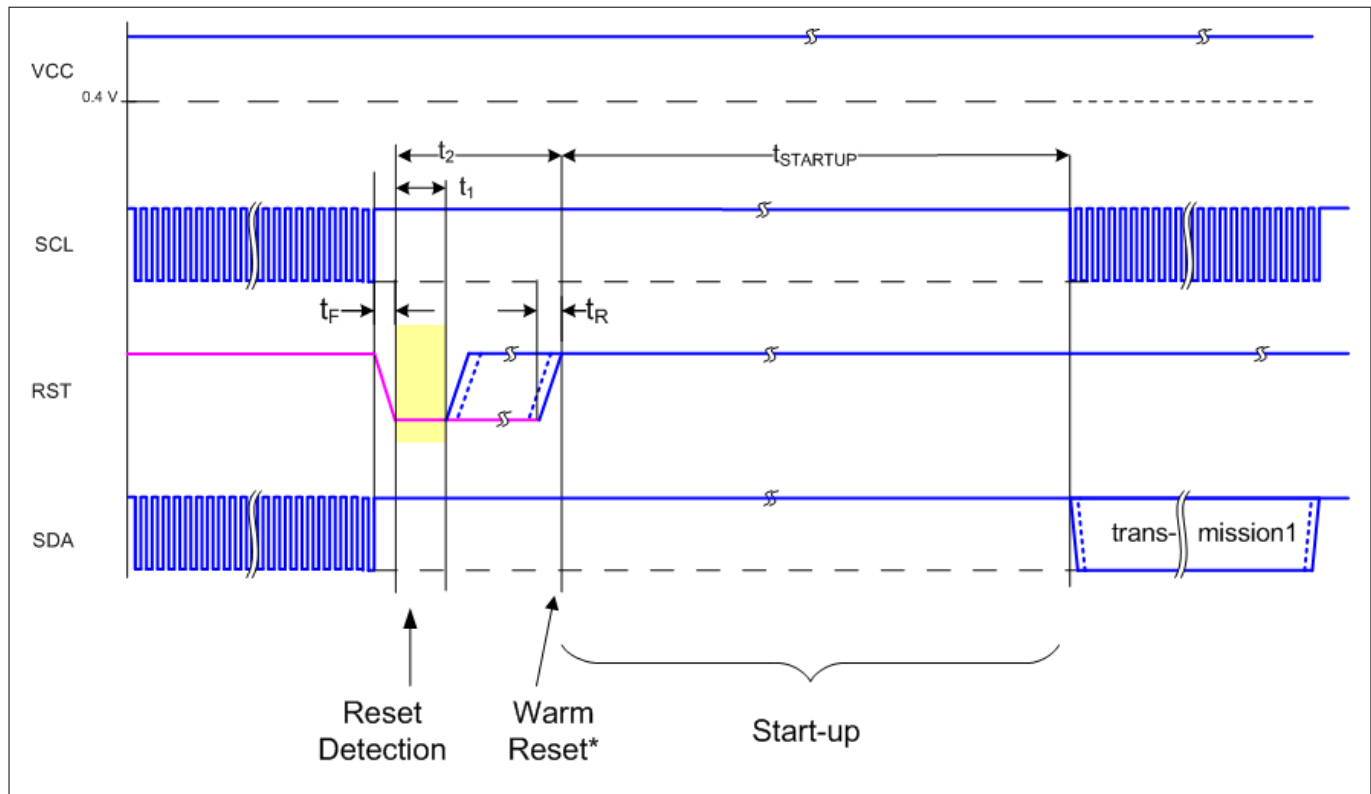 VCC
0.4 V
t2
tSTARTUP
t1
SCL
tF
tR
RST
SDA
trans- mission1
Reset
Detection
Warm
Reset*
Start-up